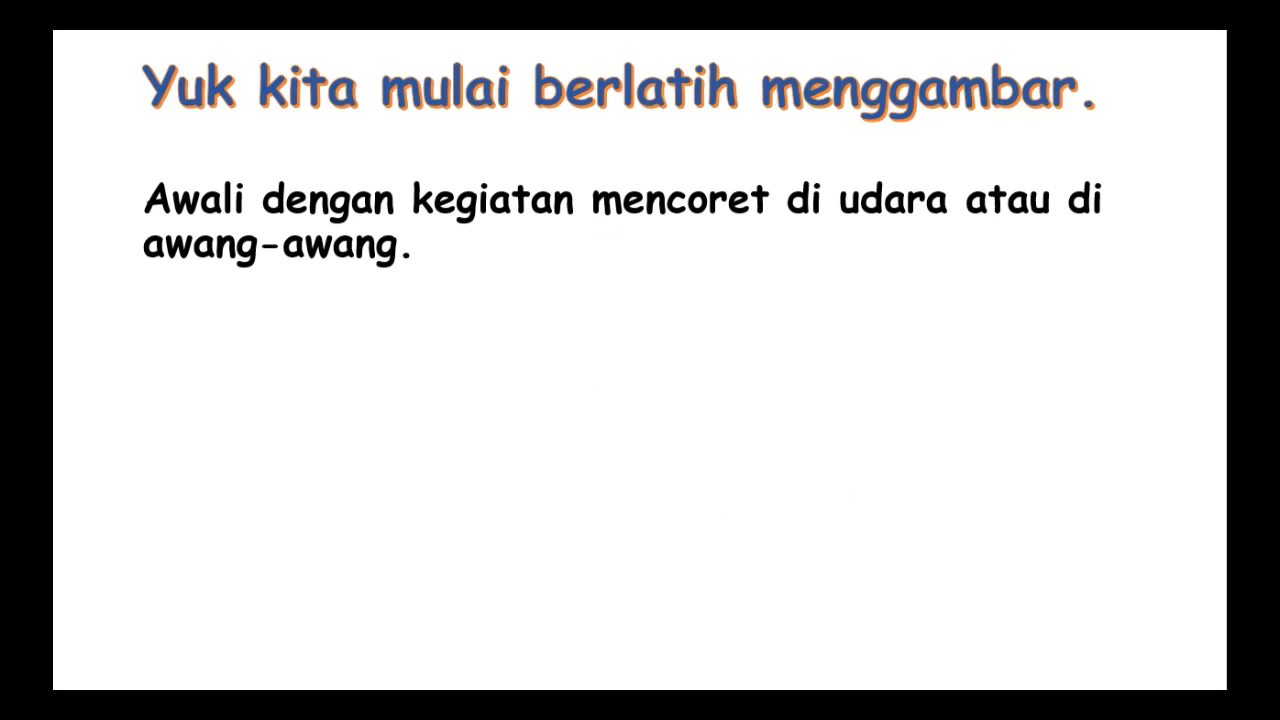 Yuk kita mulai berlatih menggambar.
Awali dengan kegiatan mencoret di udara atau di
awang-awang.